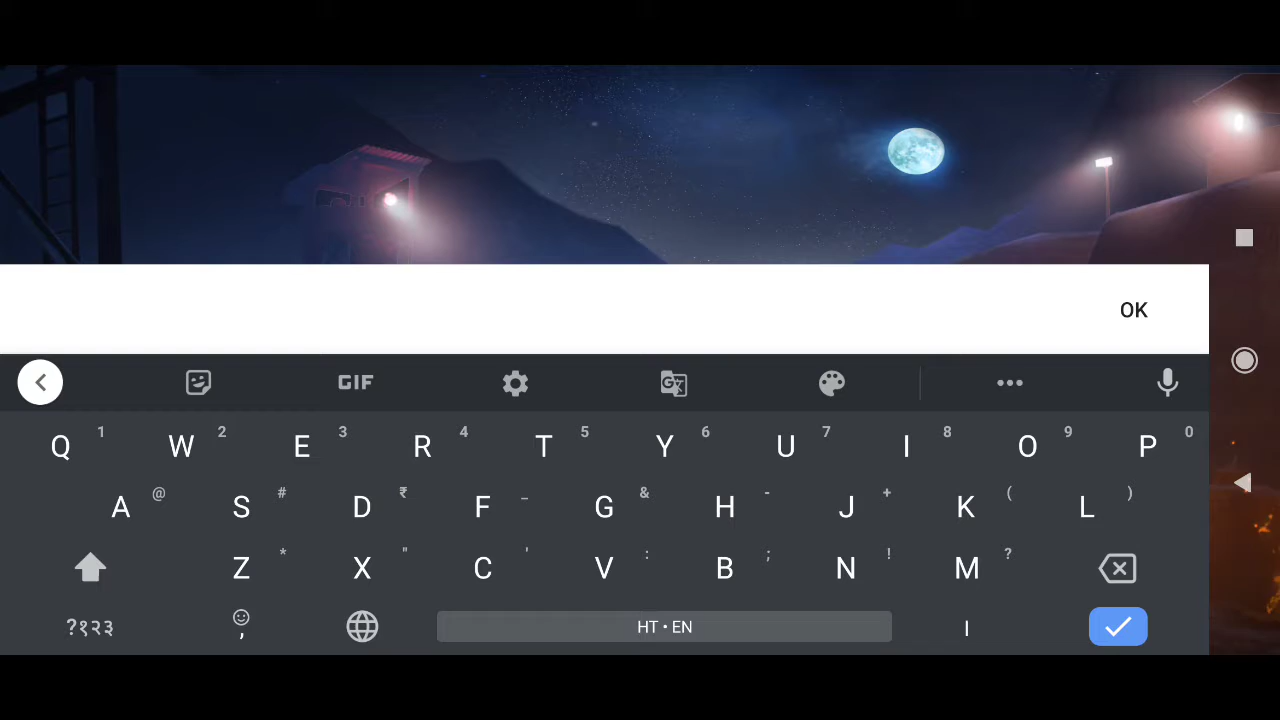 OK
GIF
Q 1 W 2 E 3 R 4 T 5 Y 6 U 7 I 8 O 9 P 0
A @ S # D ₹ F _ G & H - J + K ( L )
Z * X " C ' V : B ; N ! M ?
?१२३ , HT • EN ।